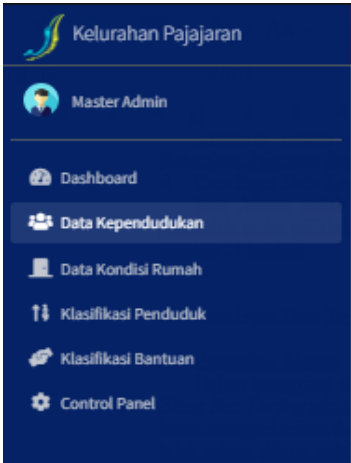 Kelurahan Pajajaran
Master Admin
Dashboard
Data Kependudukan
Data Kondisi Rumah
Klasifikasi Penduduk
Klasifikasi Bantuan
Control Panel